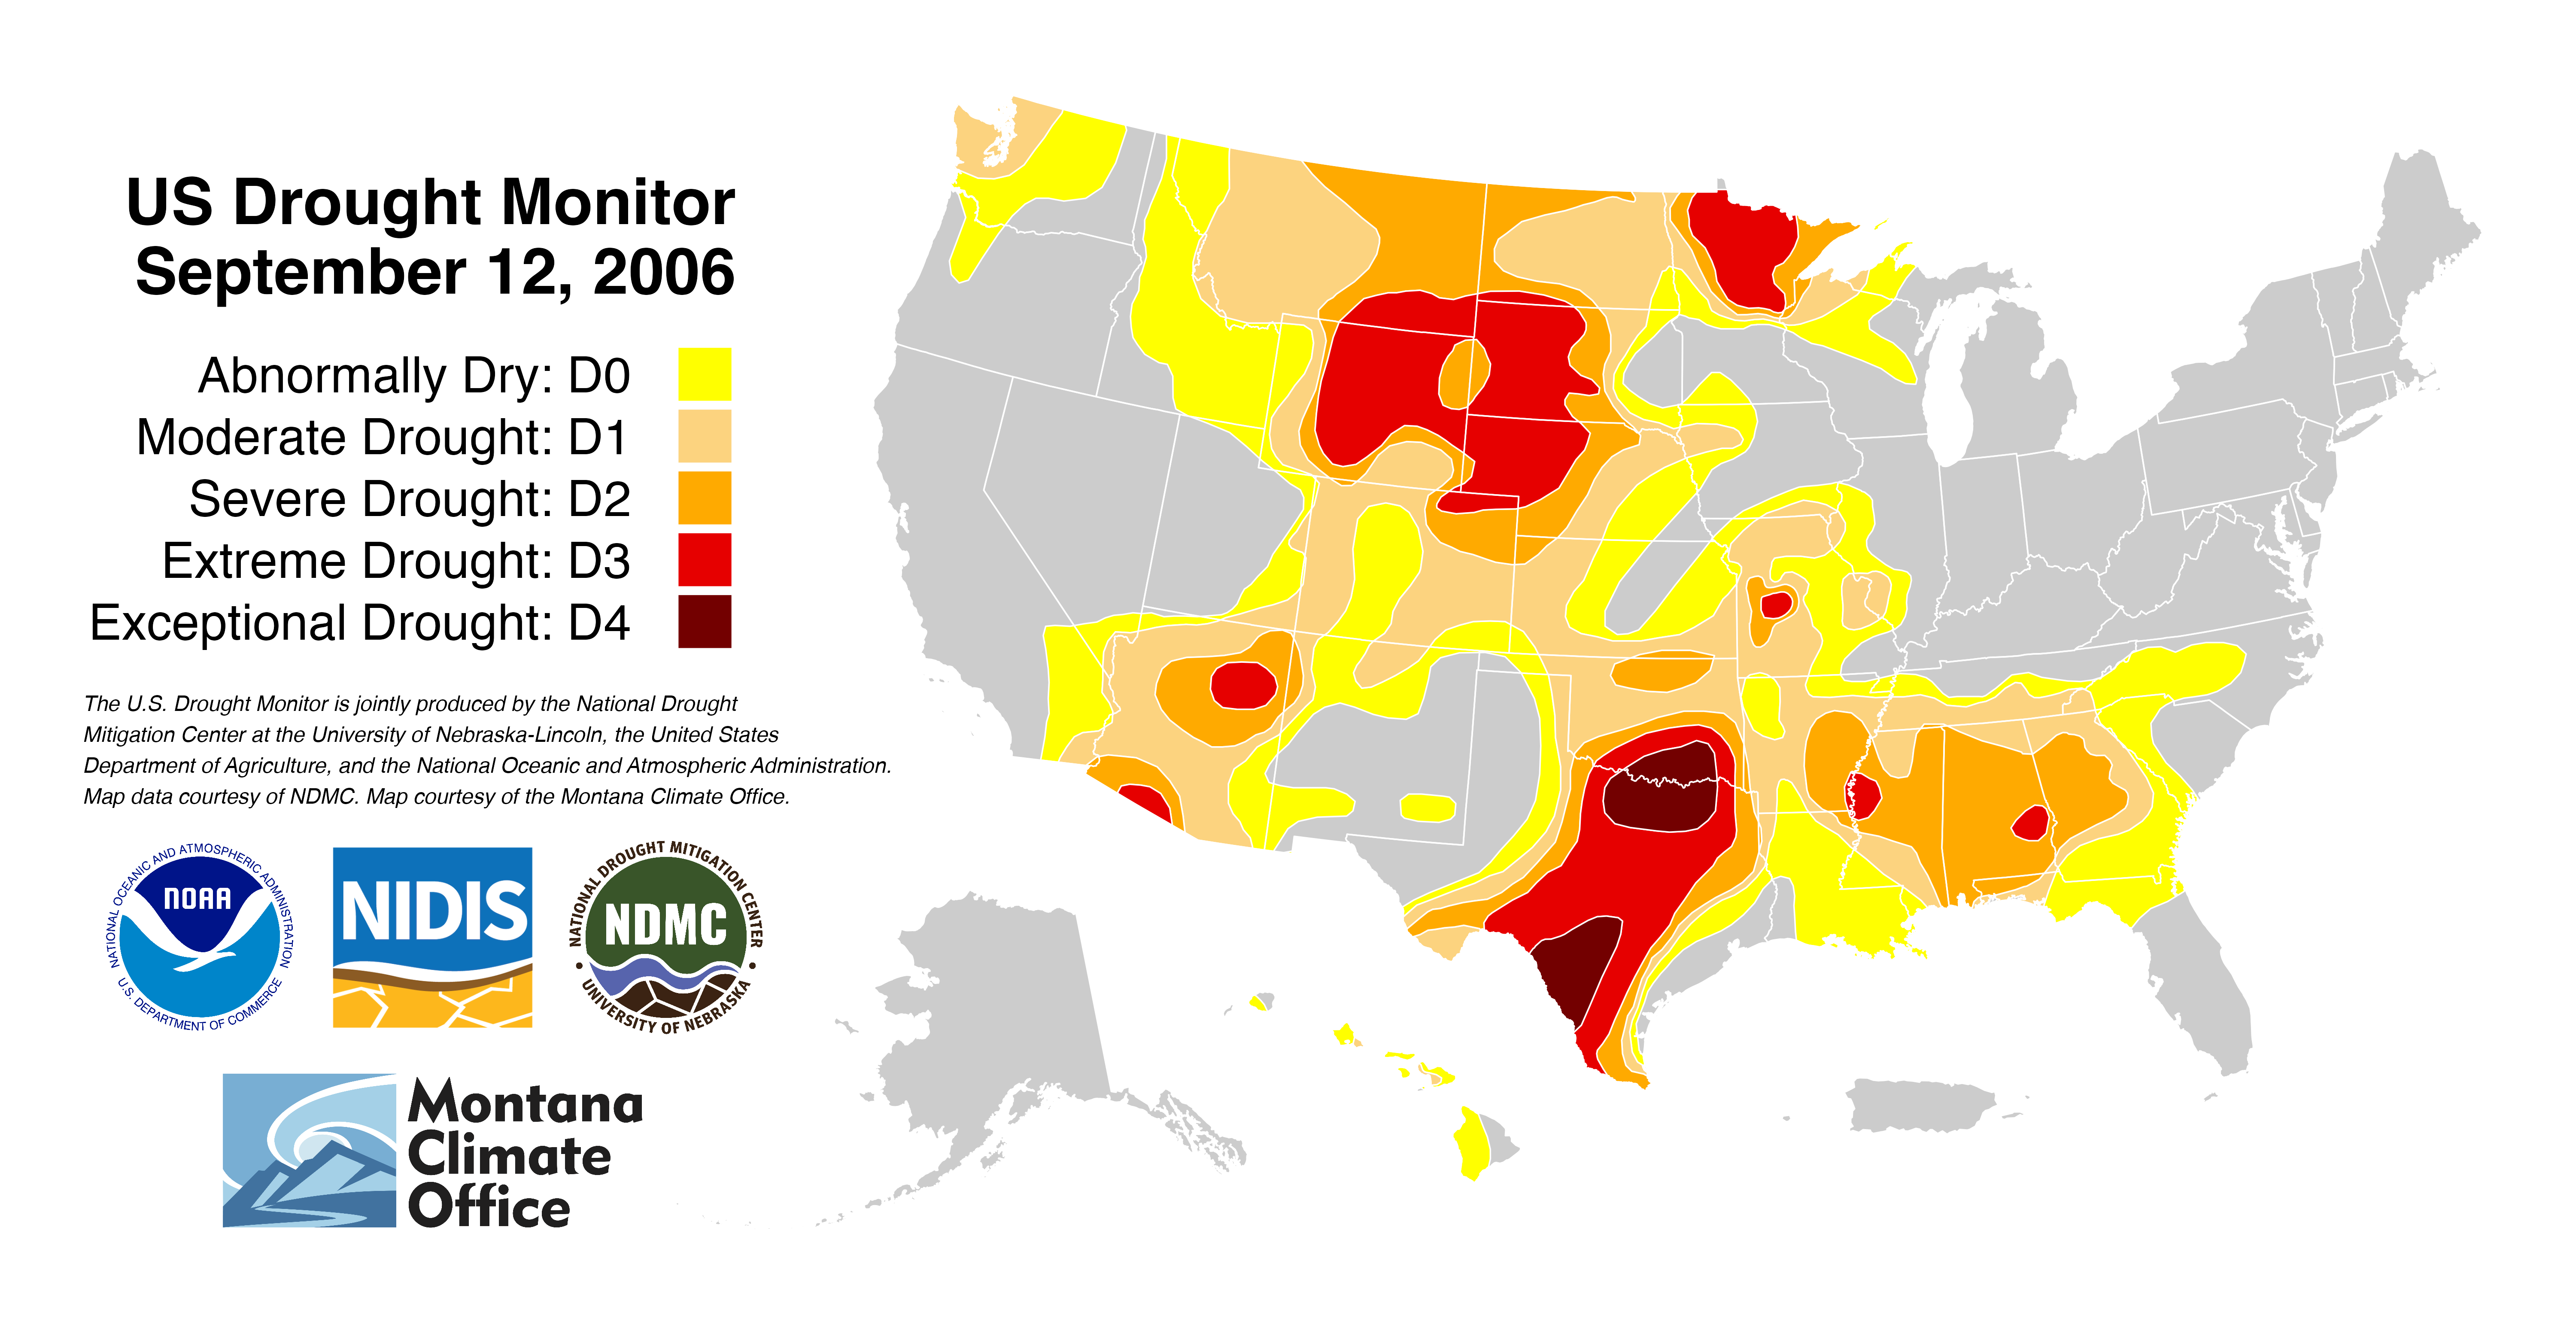 US Drought Monitor
September 12, 2006
Abnormally Dry: D0
Moderate Drought: D1
Severe Drought: D2
Extreme Drought: D3
Exceptional Drought: D4
The U.S. Drought Monitor is jointly produced by the National Drought
Mitigation Center at the University of Nebraska-Lincoln, the United States
Department of Agriculture, and the National Oceanic and Atmospheric Administration.
Map data courtesy of NDMC. Map courtesy of the Montana Climate Office.
NATIONAL OCEANIC AND ATMOSPHERIC ADMINISTRATION
NOAA
U.S. DEPARTMENT OF COMMERCE
NIDIS
NATIONAL DROUGHT MITIGATION CENTER
NDMC
UNIVERSITY OF NEBRASKA
Montana
Climate
Office